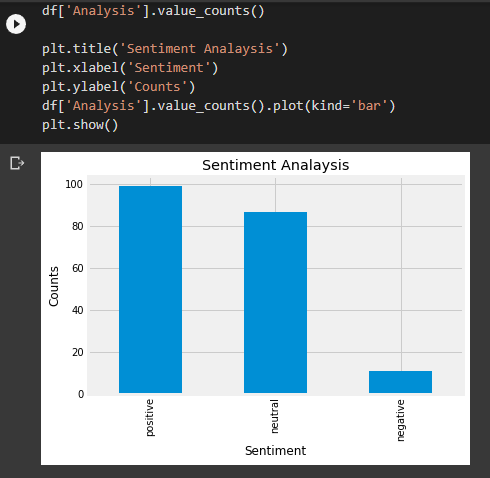 df['Analysis'].value_counts()
plt.title('Sentiment Analaysis')
plt.xlabel('Sentiment')
plt.ylabel('Counts')
df['Analysis'].value_counts().plot(kind='bar')
plt.show()
Sentiment Analaysis
100
80
60
40
20
0
Counts
positive
neutral
negative
Sentiment